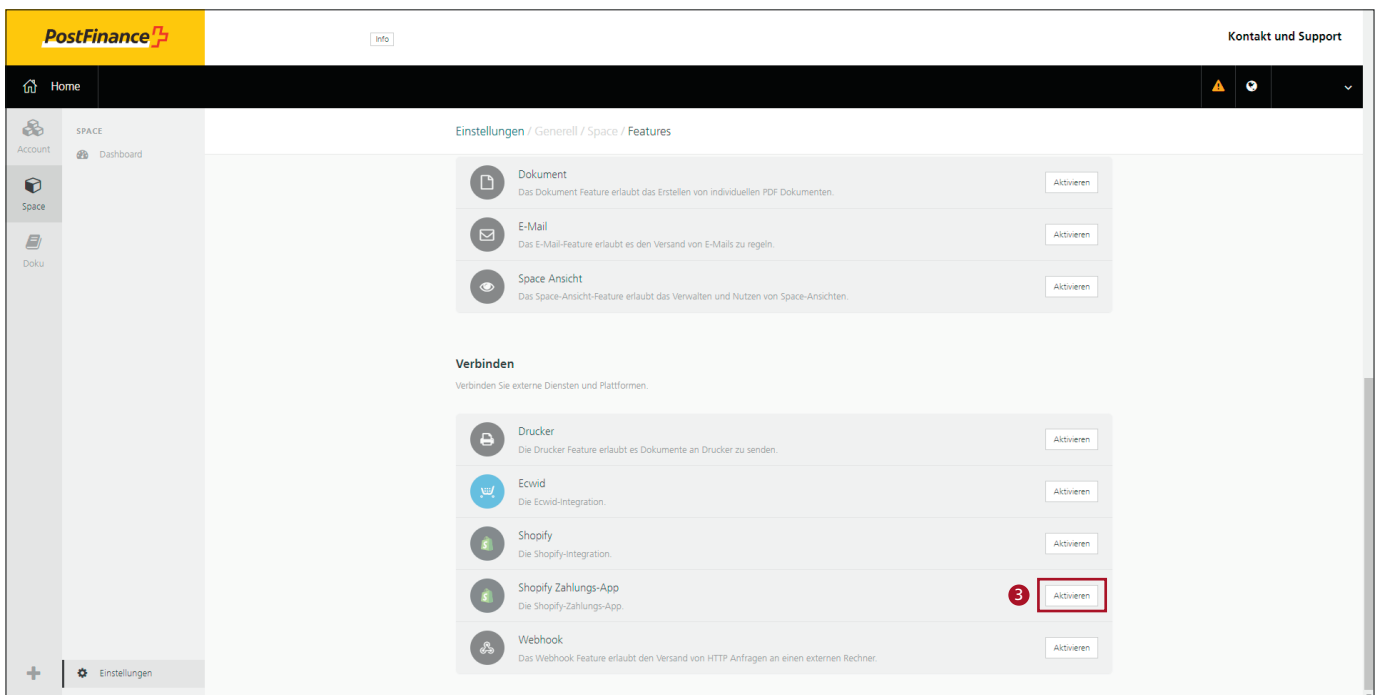 PostFinance
Info
Kontakt und Support
Home
Account
SPACE
Dashboard
Einstellungen / Generell / Space / Features
Space
Doku
Dokument
Das Dokument Feature erlaubt das Erstellen von individuellen PDF Dokumenten.
Aktivieren
E-Mail
Das E-Mail-Feature erlaubt es den Versand von E-Mails zu regeln.
Aktivieren
Space Ansicht
Das Space-Ansicht-Feature erlaubt das Verwalten und Nutzen von Space-Ansichten.
Aktivieren
Verbinden
Verbinden Sie externe Diensten und Plattformen.
Drucker
Die Drucker Feature erlaubt es Dokumente an Drucker zu senden.
Aktivieren
Ecwid
Die Ecwid-Integration.
Aktivieren
Shopify
Die Shopify-Integration.
Aktivieren
Shopify Zahlungs-App
Die Shopify-Zahlungs-App.
3
Aktivieren
Webhook
Das Webhook Feature erlaubt den Versand von HTTP Anfragen an einen externen Rechner.
Aktivieren
Einstellungen